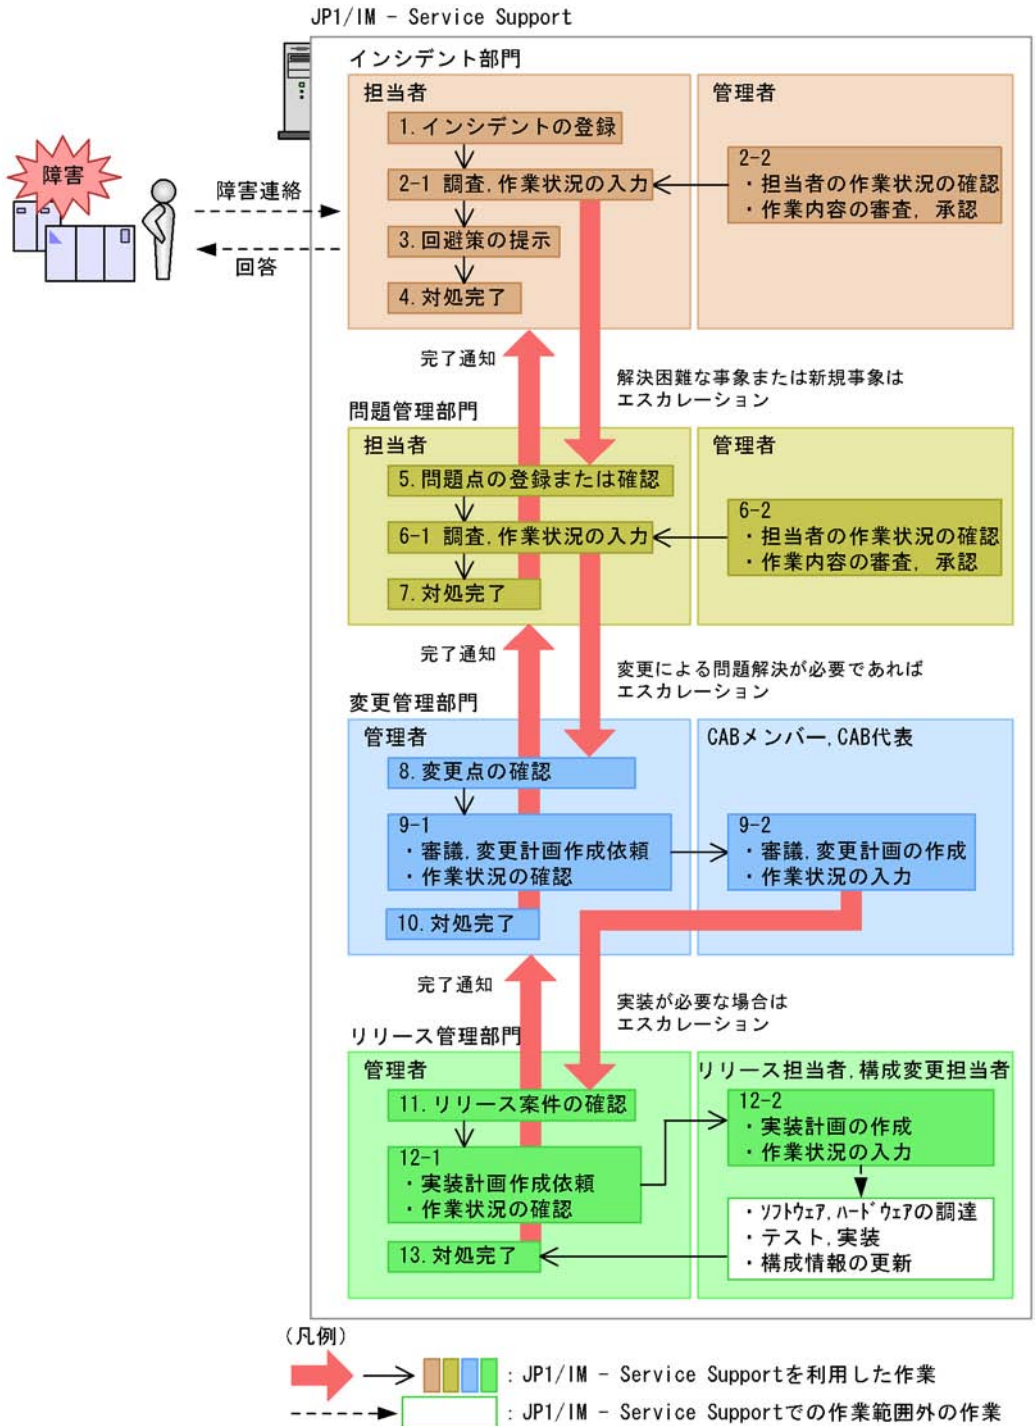 JP1/IM - Service Support
インシデント部門
担当者
管理者
1.インシデントの登録
2-1 調査,作業状況の入力
3.回避策の提示
4.対処完了
2-2
・担当者の作業状況の確認
・作業内容の審査, 承認
障害
障害連絡
回答
完了通知
解決困難な事象または新規事象は
エスカレーション
問題管理部門
担当者
管理者
5.問題点の登録または確認
6-1 調査,作業状況の入力
7.対処完了
6-2
・担当者の作業状況の確認
・作業内容の審査, 承認
完了通知
変更による問題解決が必要であれば
エスカレーション
変更管理部門
管理者
CABメンバー,CAB代表
8.変更点の確認
9-1
・審議,変更計画作成依頼
・作業状況の確認
10.対処完了
9-2
・審議,変更計画の作成
・作業状況の入力
完了通知
実装が必要な場合は
エスカレーション
リリース管理部門
管理者
リリース担当者,構成変更担当者
11.リリース案件の確認
12-1
・実装計画作成依頼
・作業状況の確認
13.対処完了
12-2
・実装計画の作成
・作業状況の入力
・ソフトウェア,ハードウェアの調達
・テスト,実装
・構成情報の更新
(凡例)
: JP1/IM - Service Supportを利用した作業
: JP1/IM - Service Supportでの作業範囲外の作業